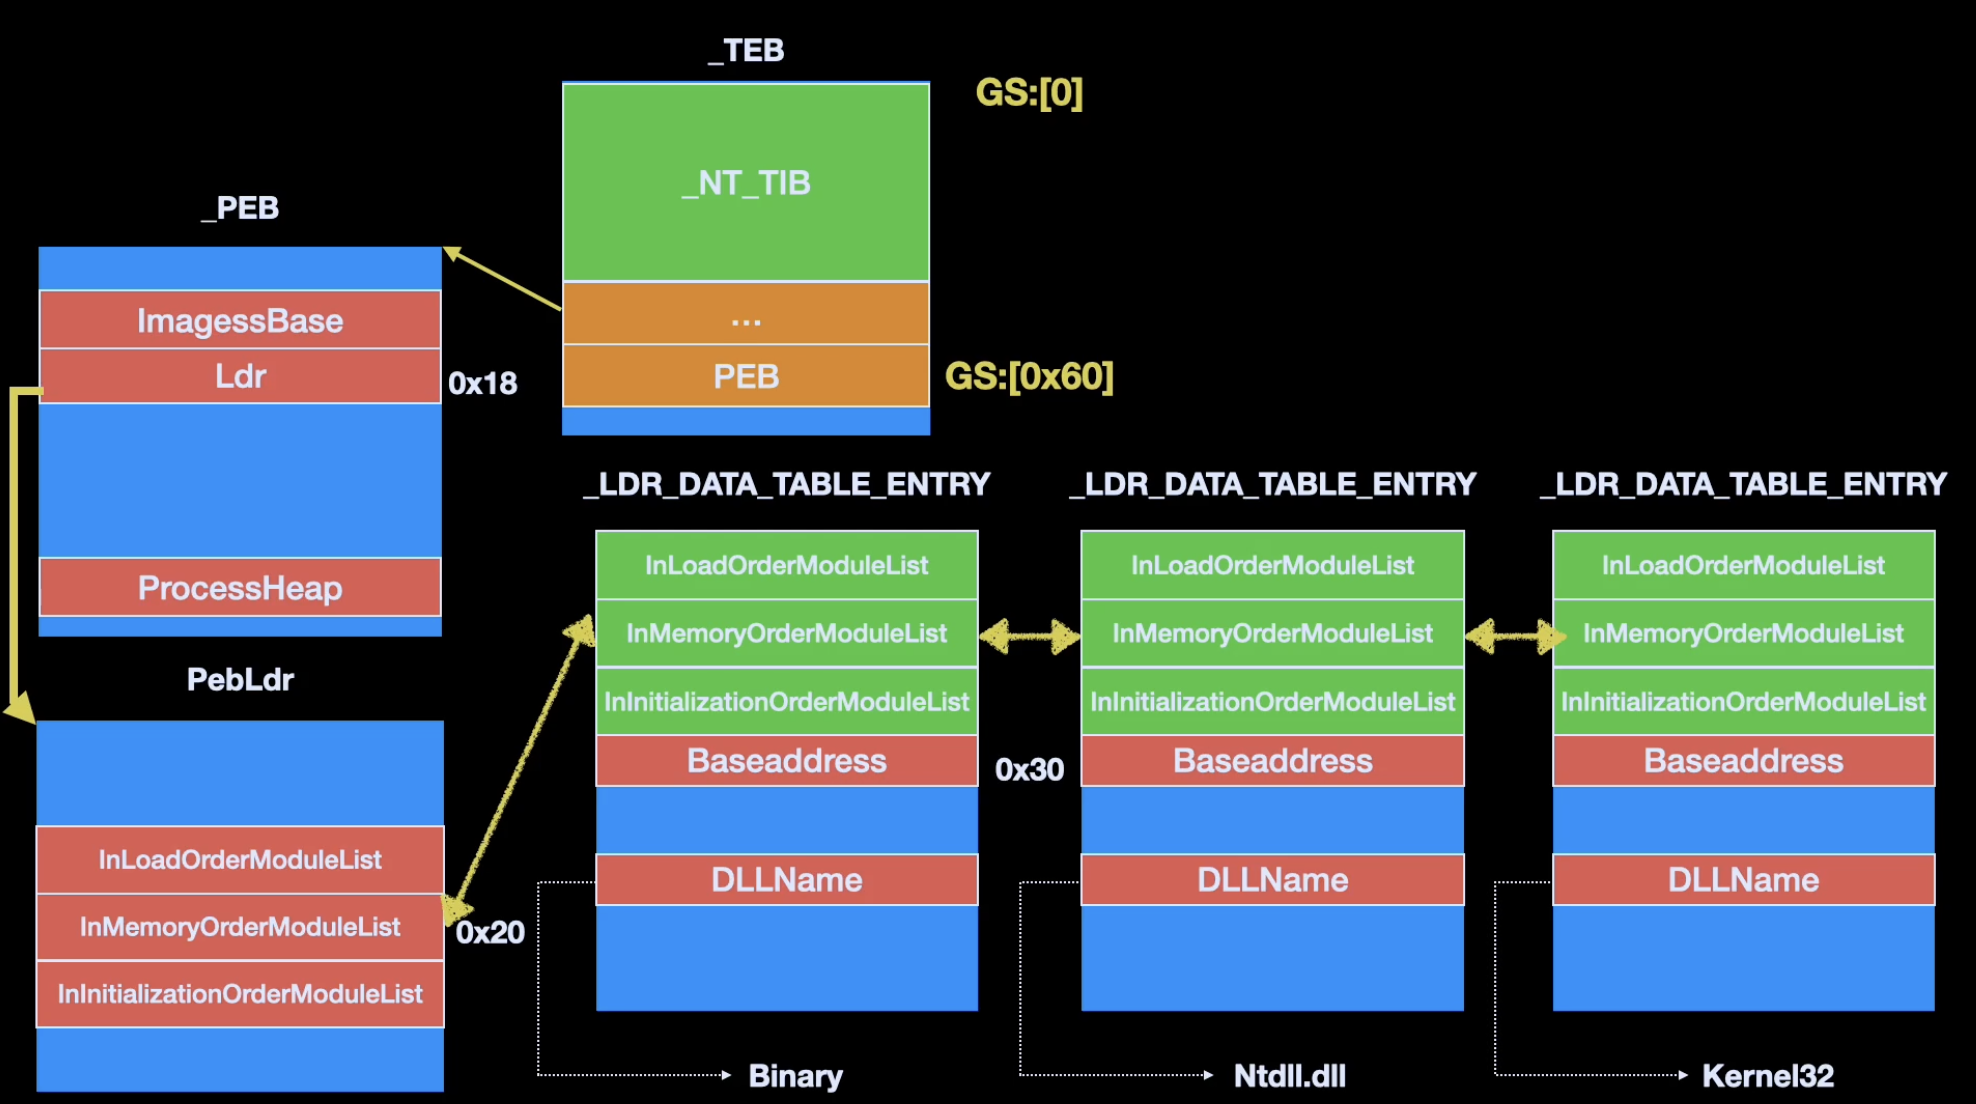 _TEB
GS:[0]
_NT_TIB
...
PEB
GS:[0x60]
_PEB
ImagessBase
Ldr
0x18
ProcessHeap
PebLdr
InLoadOrderModuleList
InMemoryOrderModuleList
0x20
InInitializationOrderModuleList
_LDR_DATA_TABLE_ENTRY
InLoadOrderModuleList
InMemoryOrderModuleList
InInitializationOrderModuleList
Baseaddress
0x30
DLLName
Binary
_LDR_DATA_TABLE_ENTRY
InLoadOrderModuleList
InMemoryOrderModuleList
InInitializationOrderModuleList
Baseaddress
DLLName
Ntdll.dll
_LDR_DATA_TABLE_ENTRY
InLoadOrderModuleList
InMemoryOrderModuleList
InInitializationOrderModuleList
Baseaddress
DLLName
Kernel32